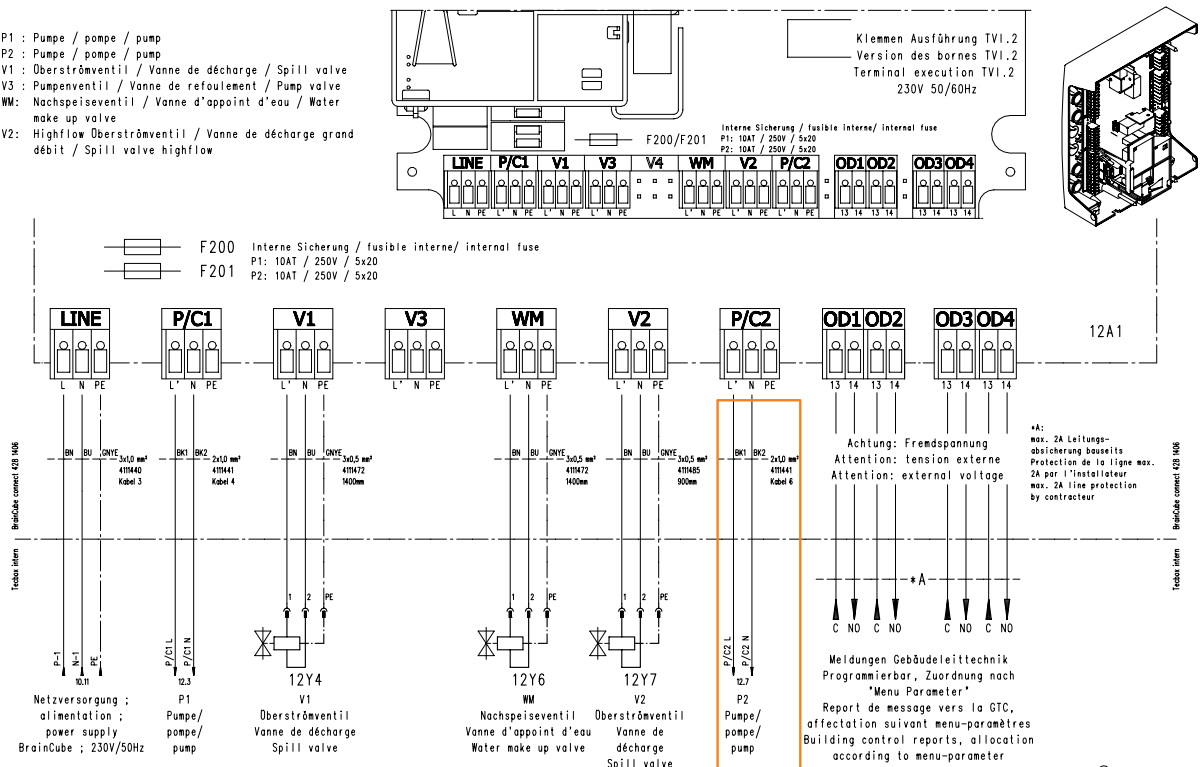 P1 : Pumpe / pompe / pump
P2 : Pumpe / pompe / pump
V1 : Oberströmventil / Vanne de décharge / Spill valve
V3 : Pumpenventil / Vanne de refoulement / Pump valve
WM: Nachspeiseventil / Vanne d'appoint d'eau / Water
make up valve
V2: Highflow Oberströmventil / Vanne de décharge grand
débit / Spill valve highflow
Klemmen Ausführung TV1.2
Version des bornes TV1.2
Terminal execution TV1.2
230V 50/60Hz
F200/F201
Interne Sicherung / fusible interne/ internal fuse
P1: 10AT / 250V / 5x20
P2: 10AT / 250V / 5x20
LINE P/C1 V1 V3 V4 WM V2 P/C2 OD1 OD2 OD3 OD4
L N PE L' N PE L' N PE L' N PE L' N PE L' N PE L' N PE 13 14 13 14 13 14 13 14
F200 Interne Sicherung / fusible interne/ internal fuse
P1: 10AT / 250V / 5x20
F201 P2: 10AT / 250V / 5x20
LINE P/C1 V1 V3 WM V2 P/C2 OD1 OD2 OD3 OD4
12A1
L N PE L' N PE L' N PE L' N PE L' N PE L' N PE L' N PE 13 14 13 14 13 14 13 14
BN BU GNYE 3x1,0 mm²
4111440
Kabel 3
BK1 BK2 2x1,0 mm²
4111441
Kabel 4
BN BU GNYE 3x0,5 mm²
4111472
1400mm
BN BU GNYE 3x0,5 mm²
4111472
1400mm
BN BU GNYE 3x0,5 mm²
4111485
900mm
BK1 BK2 2x1,0 mm²
4111441
Kabel 6
Achtung: Fremdspannung
Attention: tension externe
Attention: external voltage
*A:
max. 2A Leitungs-
absicherung bauseits
Protection de la ligne max.
2A par l'installateur
max. 2A line protection
by contracteur
BrainCube connect 428 1406
Tecbox intern
BrainCube connect 428 1406
Tecbox intern
*A
C NO C NO C NO C NO
P-1 N-1 PE
10.11
Netzversorgung ;
alimentation ;
power supply
BrainCube ; 230V/50Hz
P/C1 L P/C1 N
12.3
P1
Pumpe/
pompe/
pump
1 2 PE
12Y4
V1
Oberströmventil
Vanne de décharge
Spill valve
1 2 PE
12Y6
WM
Nachspeiseventil
Vanne d'appoint d'eau
Water make up valve
1 2 PE
12Y7
V2
Oberströmventil
Vanne de
décharge
Spill valve
P/C2 L P/C2 N
12.7
P2
Pumpe/
pompe/
pump
Meldungen Gebäudeleittechnik
Programmierbar, Zuordnung nach
"Menu Parameter"
Report de message vers la GTC,
affectation suivant menu-paramètres
Building control reports, allocation
according to menu-parameter